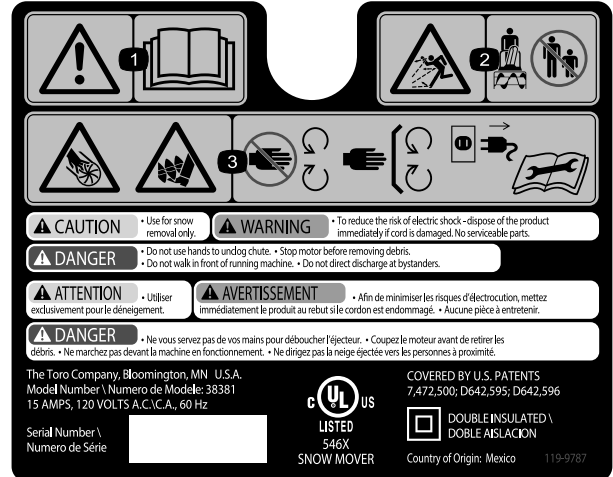 1
2
3
CAUTION • Use for snow
removal only.
WARNING • To reduce the risk of electric shock - dispose of the product
immediately if cord is damaged. No serviceable parts.
DANGER • Do not use hands to unclog chute. • Stop motor before removing debris.
• Do not walk in front of running machine. • Do not direct discharge at bystanders.
ATTENTION • Utiliser
exclusivement pour le déneigement.
AVERTISSEMENT • Afin de minimiser les risques d'électrocution, mettez
immédiatement le produit au rebut si le cordon est endommagé. • Aucune pièce à entretenir.
DANGER • Ne vous servez pas de vos mains pour déboucher l'éjecteur. • Coupez le moteur avant de retirer les
débris. • Ne marchez pas devant la machine en fonctionnement. • Ne dirigez pas la neige éjectée vers les personnes à proximité.
The Toro Company, Bloomington, MN U.S.A.
Model Number \ Numero de Modele: 38381
15 AMPS, 120 VOLTS A.C.\C.A., 60 Hz
Serial Number \
Numero de Série
C UL US
LISTED
546X
SNOW MOVER
COVERED BY U.S. PATENTS
7,472,500; D642,595; D642,596
DOUBLE INSULATED \
DOBLE AISLACION
Country of Origin: Mexico 119-9787